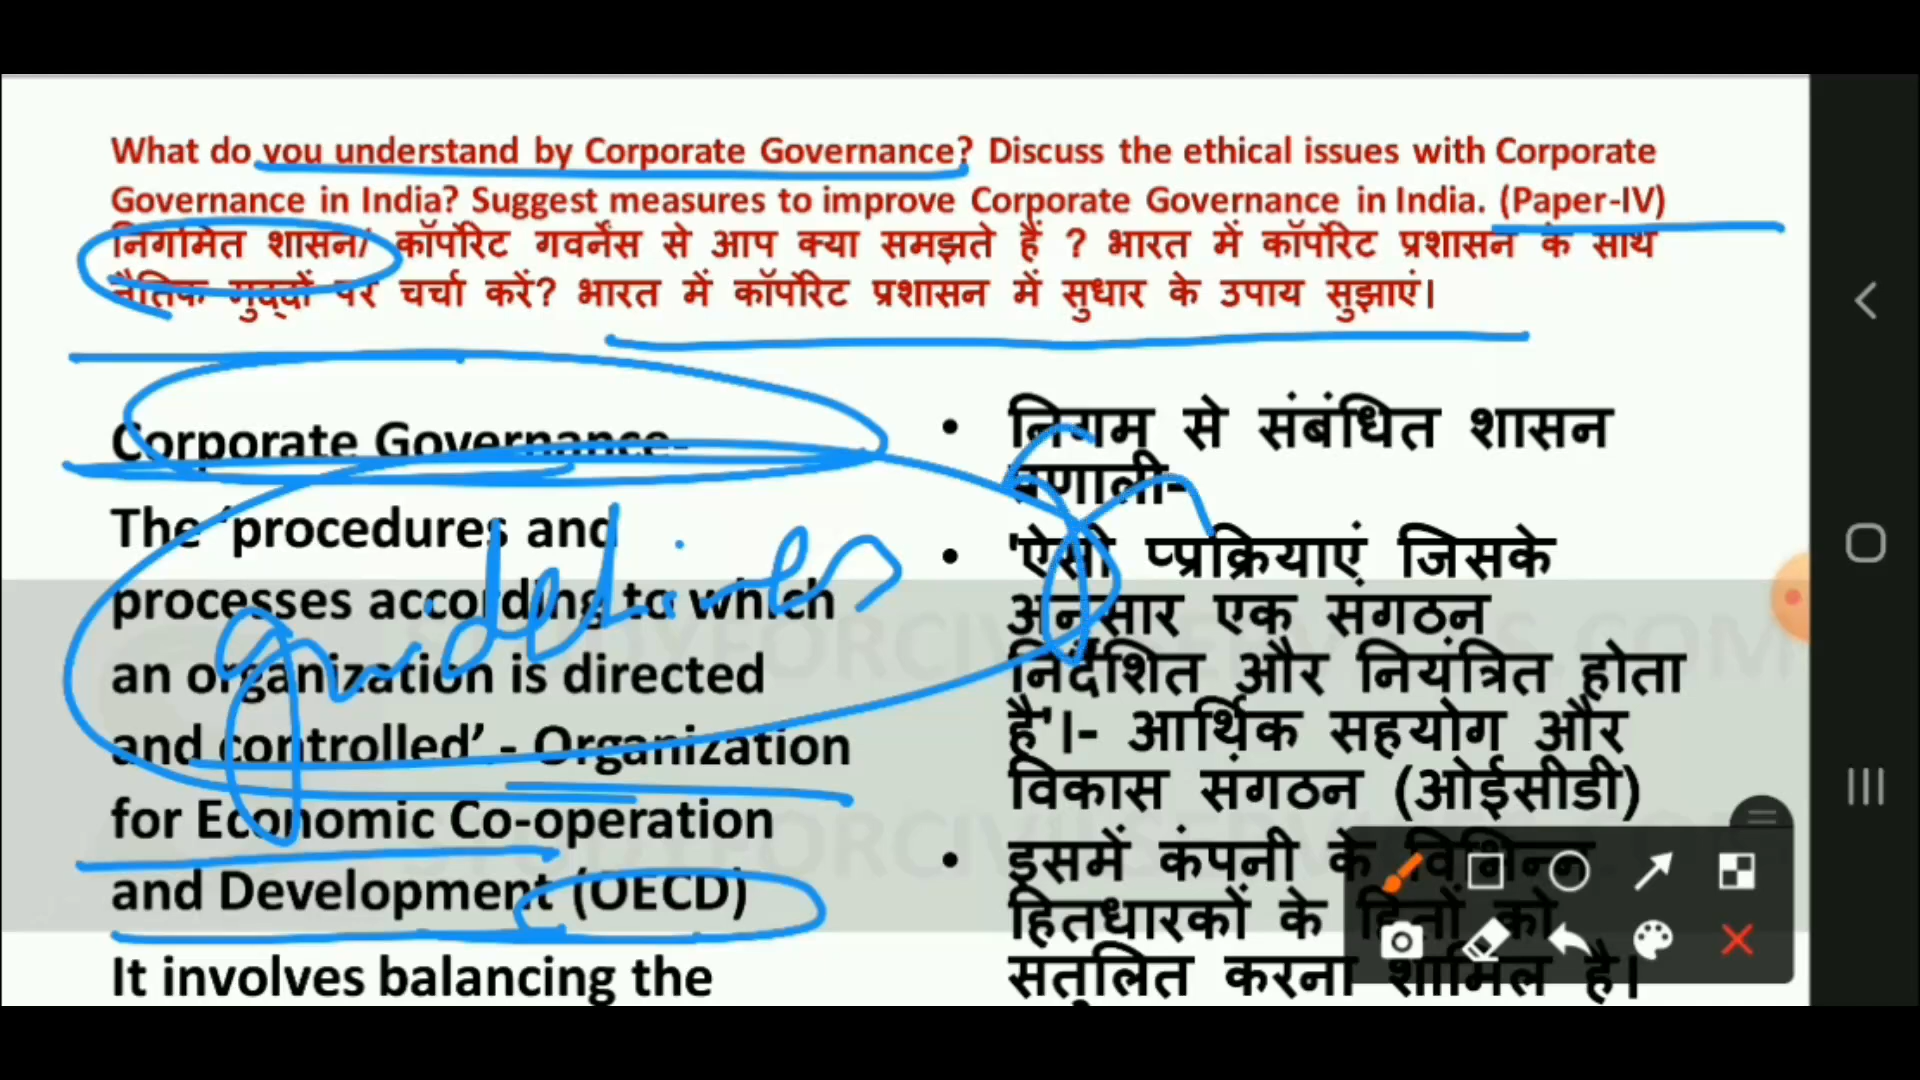 What do you understand by Corporate Governance? Discuss the ethical issues with Corporate
Governance in India? Suggest measures to improve Corporate Governance in India. (Paper-IV)
निगमित शासन/ कॉर्पोरेट गवर्नेंस से आप क्या समझते हैं ? भारत में कॉर्पोरेट प्रशासन के साथ
नैतिक मुद्दों पर चर्चा करें? भारत में कॉर्पोरेट प्रशासन में सुधार के उपाय सुझाएं।
Corporate Governance-
The ‘procedures and
processes according to which
an organization is directed
and controlled’ - Organization
for Economic Co-operation
and Development (OECD)
It involves balancing the
guidelines
• निगम से संबंधित शासन
प्रणाली-
• 'ऐसी प्प्रक्रियाएं जिसके
अनुसार एक संगठन
निर्देशित और नियंत्रित होता
है'।- आर्थिक सहयोग और
विकास संगठन (ओईसीडी)
• इसमें कंपनी के विभिन्न
हितधारकों के हितों को
संतुलित करना शामिल है।
STUDYFORCIVILSERVICES.COM
STUDYFORCIVILSERVICES.COM